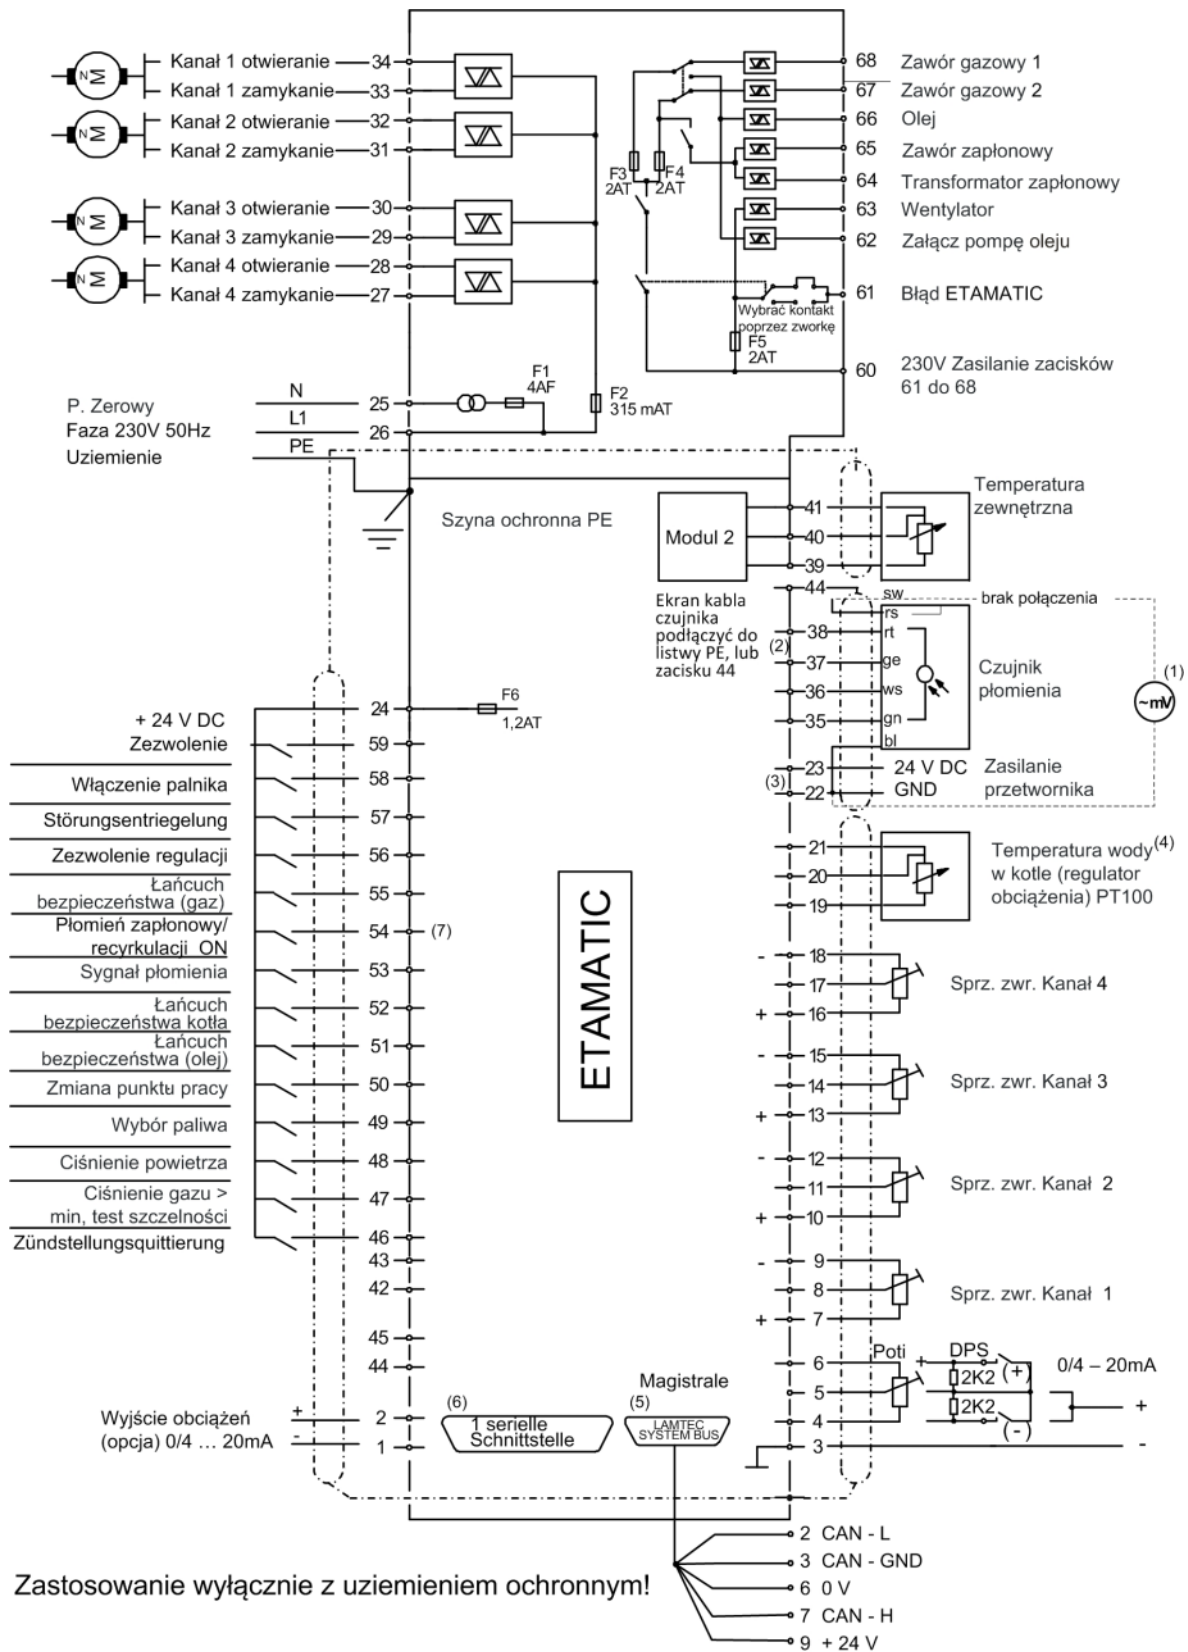 Kanał 1 otwieranie 34
Kanał 1 zamykanie 33
Kanał 2 otwieranie 32
Kanał 2 zamykanie 31
Kanał 3 otwieranie 30
Kanał 3 zamykanie 29
Kanał 4 otwieranie 28
Kanał 4 zamykanie 27
N M
N M
N M
N M
68 Zawór gazowy 1
67 Zawór gazowy 2
66 Olej
65 Zawór zapłonowy
64 Transformator zapłonowy
63 Wentylator
62 Załącz pompę oleju
61 Błąd ETAMATIC
60 230V Zasilanie zacisków
61 do 68
F3
2AT
F4
2AT
Wybrać kontakt
poprzez zworkę
F5
2AT
F1
4AF
F2
315 mAT
P. Zerowy N 25
Faza 230V 50Hz L1 26
Uziemienie PE
Szyna ochronna PE
Modul 2
41
40
39
Temperatura
zewnętrzna
44
Ekran kabla
czujnika
podłączyć do
listwy PE, lub
zacisku 44
(2)
sw
rs
brak połączenia
38 rt
37 ge
36 ws
35 gn
bl
Czujnik
płomienia
(1)
~mV
(3)
23 24 V DC
22 GND
Zasilanie
przetwornika
21
20
19
Temperatura wody (4)
w kotle (regulator
obciążenia) PT100
F6
1,2AT
+ 24 V DC 24
Zezwolenie 59
Włączenie palnika 58
Störungsentriegelung 57
Zezwolenie regulacji 56
Łańcuch
bezpieczeństwa (gaz) 55
Płomień zapłonowy/
recyrkulacji ON 54 (7)
Sygnał płomienia 53
Łańcuch
bezpieczeństwa kotła 52
Łańcuch
bezpieczeństwa (olej) 51
Zmiana punktu pracy 50
Wybór paliwa 49
Ciśnienie powietrza 48
Ciśnienie gazu >
min, test szczelności 47
Zündstellungsquittierung 46
43
42
45
44
ETAMATIC
- 18
17
+ 16
Sprz. zwr. Kanał 4
- 15
14
+ 13
Sprz. zwr. Kanał 3
- 12
11
+ 10
Sprz. zwr. Kanał 2
- 9
8
+ 7
Sprz. zwr. Kanał 1
6
5
4
3
Poti
+
DPS
2K2
2K2
(+)
(-)
0/4 – 20mA
+
-
Wyjście obciążeń + 2
(opcja) 0/4 … 20mA - 1
(6)
1 serielle
Schnittstelle
Magistrale
(5)
LAMTEC
SYSTEM BUS
2 CAN - L
3 CAN - GND
6 0 V
7 CAN - H
9 + 24 V
Zastosowanie wyłącznie z uziemieniem ochronnym!